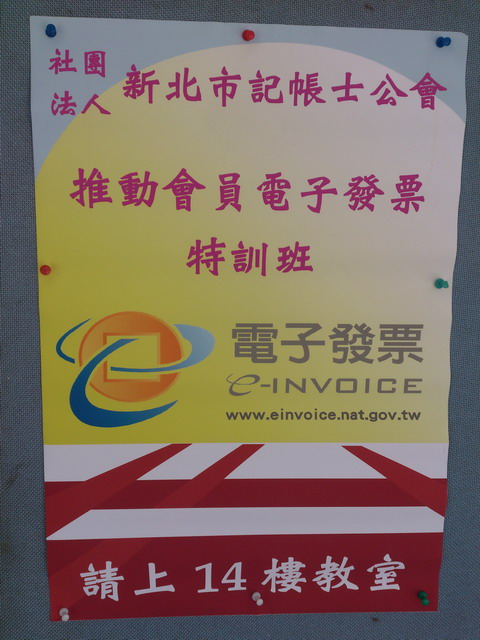 社團法人 新北市記帳士公會
推動會員電子發票
特訓班
電子發票
e-INVOICE
www.einvoice.nat.gov.tw
請上14樓教室